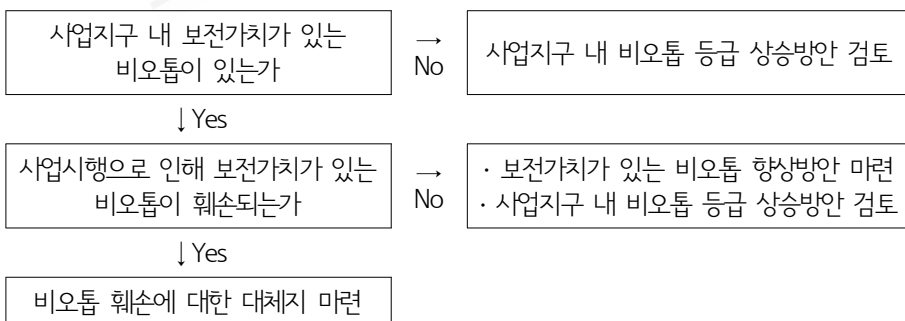 사업지구 내 보전가치가 있는
비오톱이 있는가
→
No
사업지구 내 비오톱 등급 상승방안 검토
↓ Yes
사업시행으로 인해 보전가치가 있는
비오톱이 훼손되는가
→
No
· 보전가치가 있는 비오톱 향상방안 마련
· 사업지구 내 비오톱 등급 상승방안 검토
↓ Yes
비오톱 훼손에 대한 대체지 마련